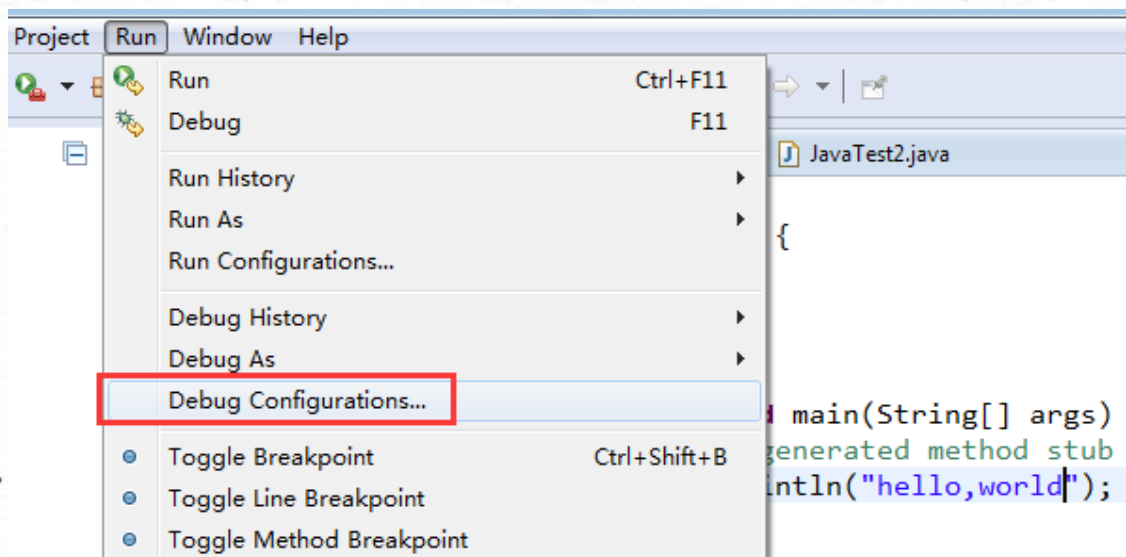 Project Run Window Help
Run Ctrl+F11
Debug F11
JavaTest2.java
Run History
Run As
{
Run Configurations...
Debug History
Debug As
Debug Configurations...
main(String[] args)
generated method stub
Toggle Breakpoint Ctrl+Shift+B
intln("hello,world");
Toggle Line Breakpoint
Toggle Method Breakpoint